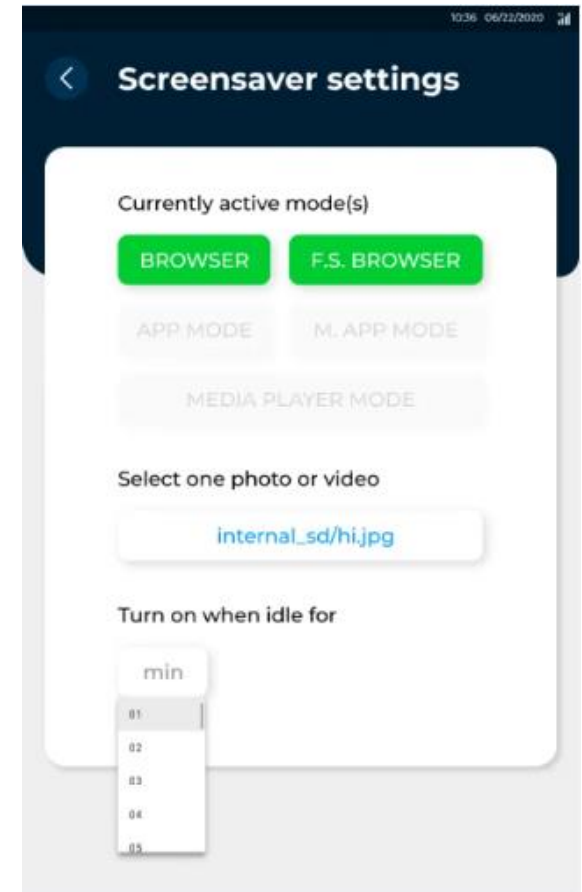 10:36 06/22/2020
Screensaver settings
Currently active mode(s)
BROWSER F.S. BROWSER
APP MODE M. APP MODE
MEDIA PLAYER MODE
Select one photo or video
internal_sd/hi.jpg
Turn on when idle for
min
01
02
03
04
05